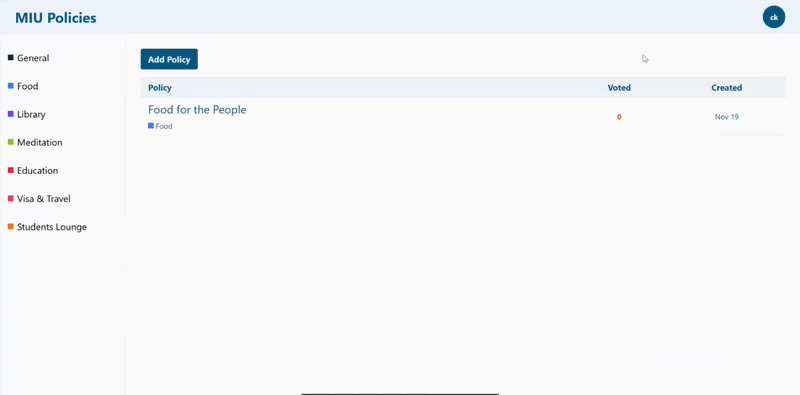 MIU Policies
ck
General
Food
Library
Meditation
Education
Visa & Travel
Students Lounge
Add Policy
Policy Voted Created
Food for the People
Food
0
Nov 19